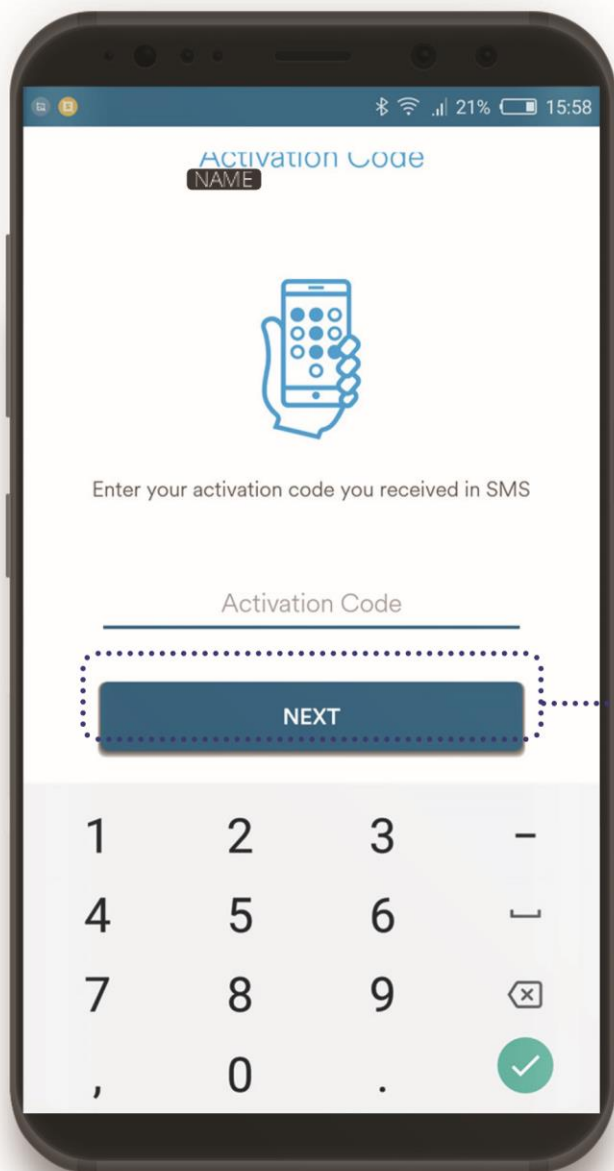 21% 15:58
Activation Code
NAME
Enter your activation code you received in SMS
Activation Code
NEXT
1 2 3 -
4 5 6
7 8 9
, 0 .